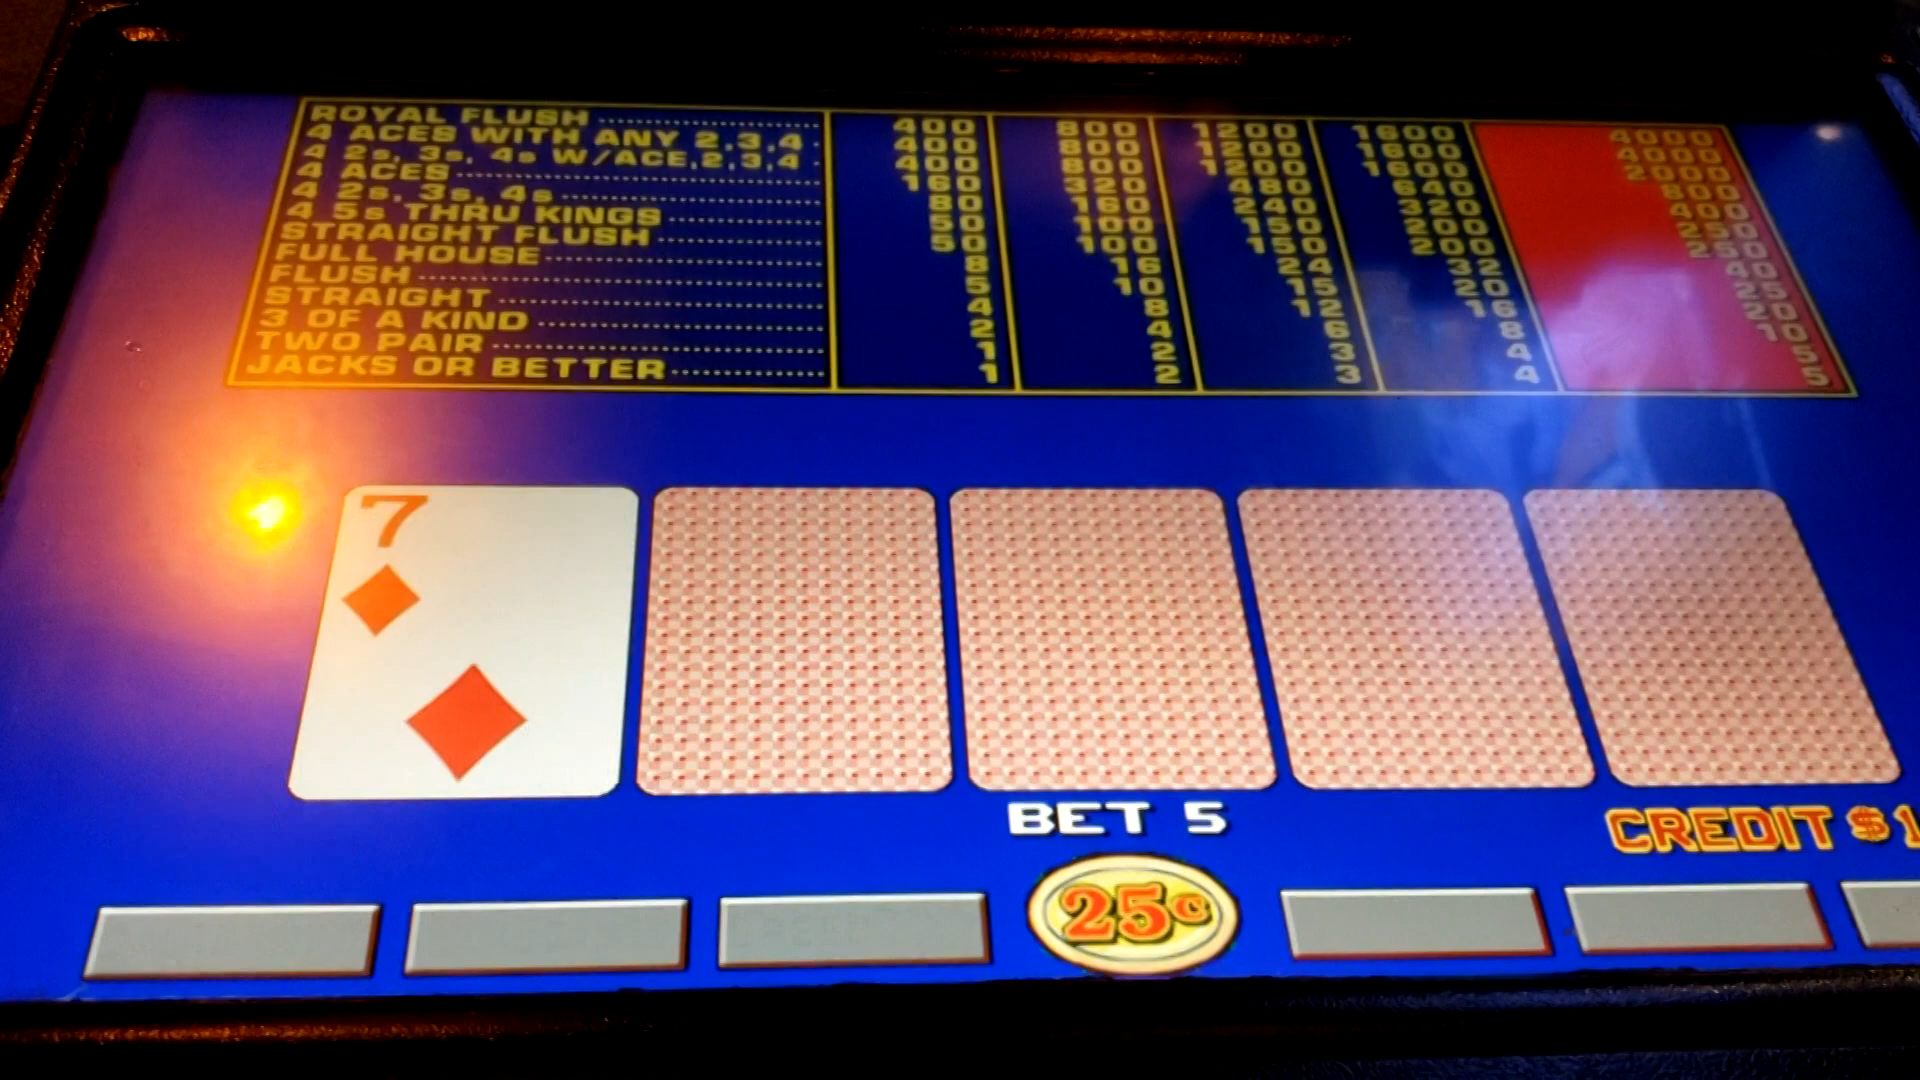 ROYAL FLUSH 400 800 1200 1600 4000
4 ACES WITH ANY 2,3,4 400 800 1200 1600 4000
4 2s, 3s, 4s W/ACE,2,3,4 400 800 1200 1600 2000
4 ACES 160 320 480 640 800
4 2s, 3s, 4s 80 160 240 320 400
4 5s THRU KINGS 50 100 150 200 250
STRAIGHT FLUSH 50 100 150 200 250
FULL HOUSE 8 16 24 32 40
FLUSH 5 10 15 20 25
STRAIGHT 4 8 12 16 20
3 OF A KIND 2 4 6 8 10
TWO PAIR 1 2 3 4 5
JACKS OR BETTER 1 2 3 4 5
7
BET 5
CREDIT $1
25¢